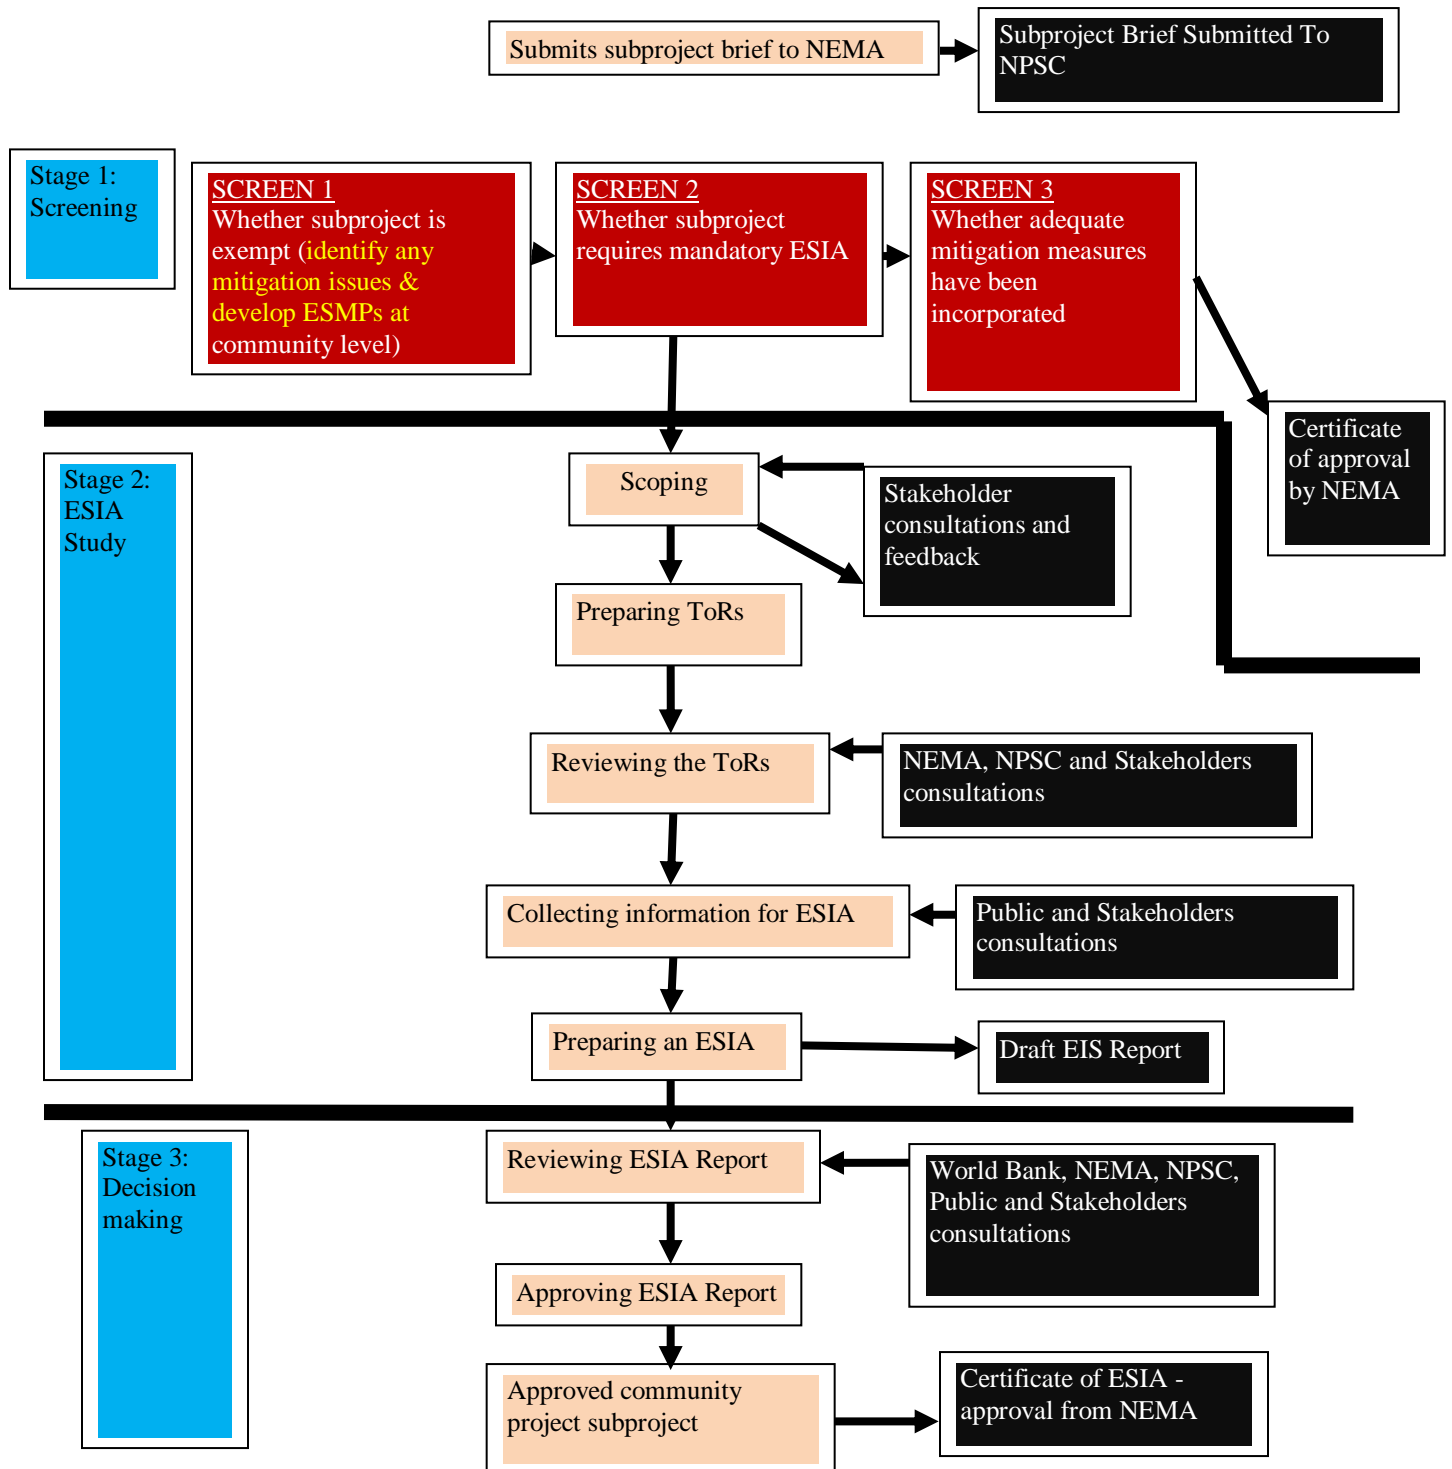 Submits subproject brief to NEMA
Subproject Brief Submitted To
NPSC
Stage 1:
Screening
SCREEN 1
Whether subproject is
exempt (identify any
mitigation issues &
develop ESMPs at
community level)
SCREEN 2
Whether subproject
requires mandatory ESIA
SCREEN 3
Whether adequate
mitigation measures
have been
incorporated
Certificate
of approval
by NEMA
Stage 2:
ESIA
Study
Scoping
Stakeholder
consultations and
feedback
Preparing ToRs
Reviewing the ToRs
NEMA, NPSC and Stakeholders
consultations
Collecting information for ESIA
Public and Stakeholders
consultations
Preparing an ESIA
Draft EIS Report
Stage 3:
Decision
making
Reviewing ESIA Report
World Bank, NEMA, NPSC,
Public and Stakeholders
consultations
Approving ESIA Report
Approved community
project subproject
Certificate of ESIA -
approval from NEMA